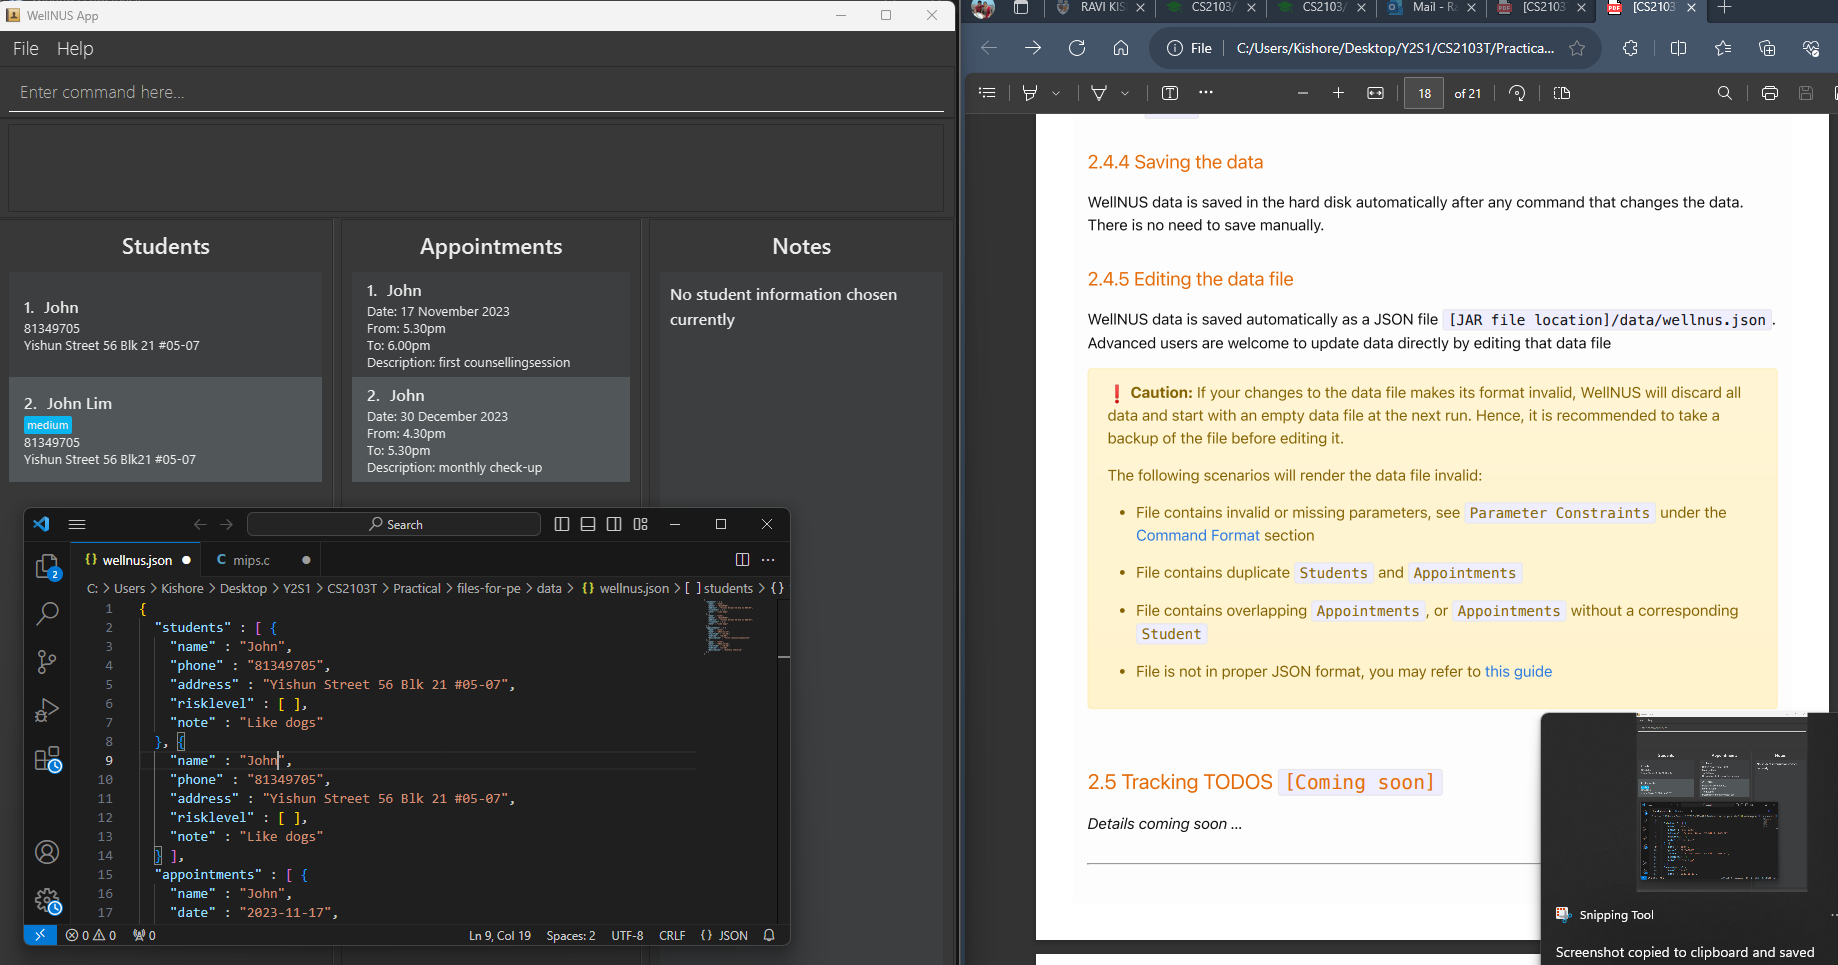 WellNUS App
File Help
Enter command here...
Students
1. John
81349705
Yishun Street 56 Blk 21 #05-07
2. John Lim
medium
81349705
Yishun Street 56 Blk21 #05-07
Appointments
1. John
Date: 17 November 2023
From: 5.30pm
To: 6.00pm
Description: first counsellingsession
2. John
Date: 30 December 2023
From: 4.30pm
To: 5.30pm
Description: monthly check-up
Notes
No student information chosen
currently
Search
2
{} wellnus.json
C mips.c
C: > Users > Kishore > Desktop > Y2S1 > CS2103T > Practical > files-for-pe > data > {} wellnus.json > [ ] students > {}
1 {
2 "students" : [ {
3 "name" : "John",
4 "phone" : "81349705",
5 "address" : "Yishun Street 56 Blk 21 #05-07",
6 "risklevel" : [ ],
7 "note" : "Like dogs"
8 }, {
9 "name" : "John",
10 "phone" : "81349705",
11 "address" : "Yishun Street 56 Blk 21 #05-07",
12 "risklevel" : [ ],
13 "note" : "Like dogs"
14 } ],
15 "appointments" : [ {
16 "name" : "John",
17 "date" : "2023-11-17",
0 0 0 Ln 9, Col 19 Spaces: 2 UTF-8 CRLF {} JSON
RAVI KIS CS2103/ CS2103/ Mail - Ra [CS2103 [CS2103
File C:/Users/Kishore/Desktop/Y2S1/CS2103T/Practica...
18 of 21
2.4.4 Saving the data
WellNUS data is saved in the hard disk automatically after any command that changes the data.
There is no need to save manually.
2.4.5 Editing the data file
WellNUS data is saved automatically as a JSON file [JAR file location]/data/wellnus.json .
Advanced users are welcome to update data directly by editing that data file
❗ Caution: If your changes to the data file makes its format invalid, WellNUS will discard all
data and start with an empty data file at the next run. Hence, it is recommended to take a
backup of the file before editing it.
The following scenarios will render the data file invalid:
• File contains invalid or missing parameters, see Parameter Constraints under the
Command Format section
• File contains duplicate Students and Appointments
• File contains overlapping Appointments , or Appointments without a corresponding
Student
• File is not in proper JSON format, you may refer to this guide
2.5 Tracking TODOS [Coming soon]
Details coming soon ...
Snipping Tool
Screenshot copied to clipboard and saved